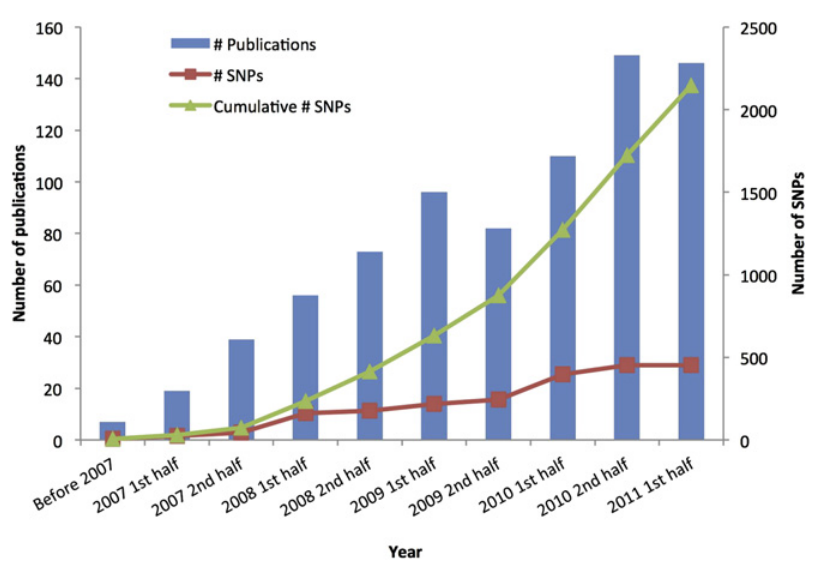 # Publications
# SNPs
Cumulative # SNPs
Number of publications
160
140
120
100
80
60
40
20
0
2500
2000
1500
1000
500
0
Number of SNPs
Before 2007
2007 1st half
2007 2nd half
2008 1st half
2008 2nd half
2009 1st half
2009 2nd half
2010 1st half
2010 2nd half
2011 1st half
Year